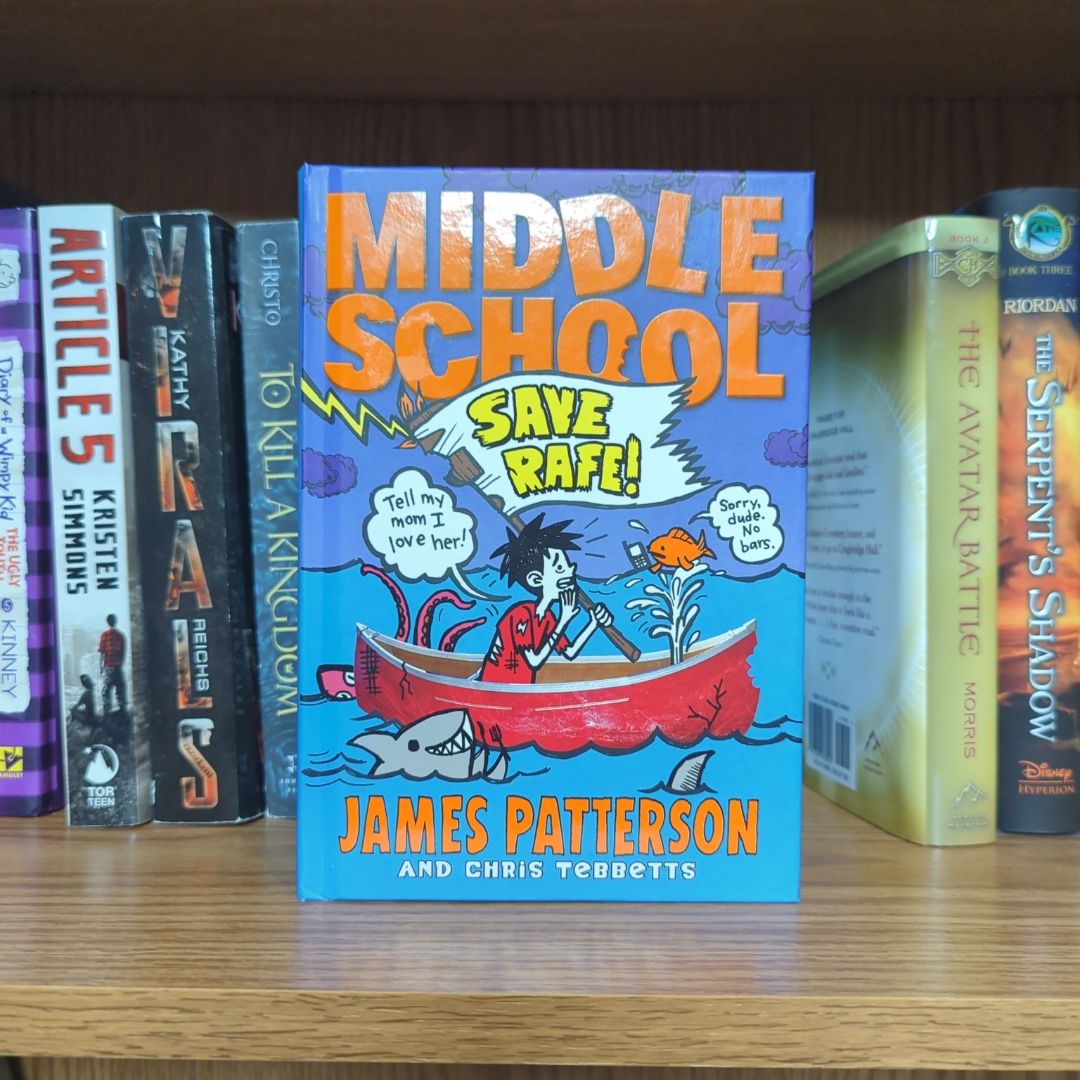 Diary of a Wimpy Kid
THE UGLY
KINNEY
AMULET
ARTICLE 5
KRISTEN
SIMMONS
TOR
TEEN
VIRALS
KATHY
REICHS
CHRISTO
TO KILL A KINGDOM
MIDDLE
SCHOOL
SAVE
RAFE!
Tell my
mom I
love her!
Sorry,
dude.
No
bars.
JAMES PATTERSON
AND CHRIS TEBBETTS
BOOK 2
THE AVATAR BATTLE
MORRIS
BOOK THREE
RIORDAN
THE
SERPENT'S SHADOW
DISNEY
HYPERION